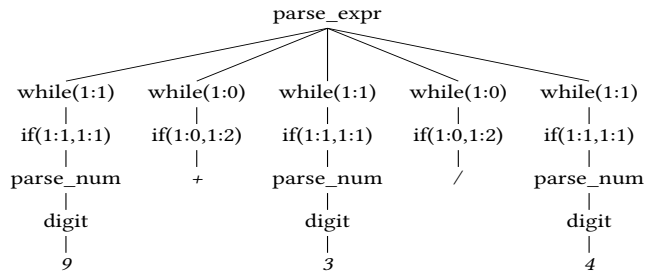 parse_expr
while(1:1) while(1:0) while(1:1) while(1:0) while(1:1)
if(1:1,1:1) if(1:0,1:2) if(1:1,1:1) if(1:0,1:2) if(1:1,1:1)
parse_num + parse_num / parse_num
digit digit digit
9 3 4